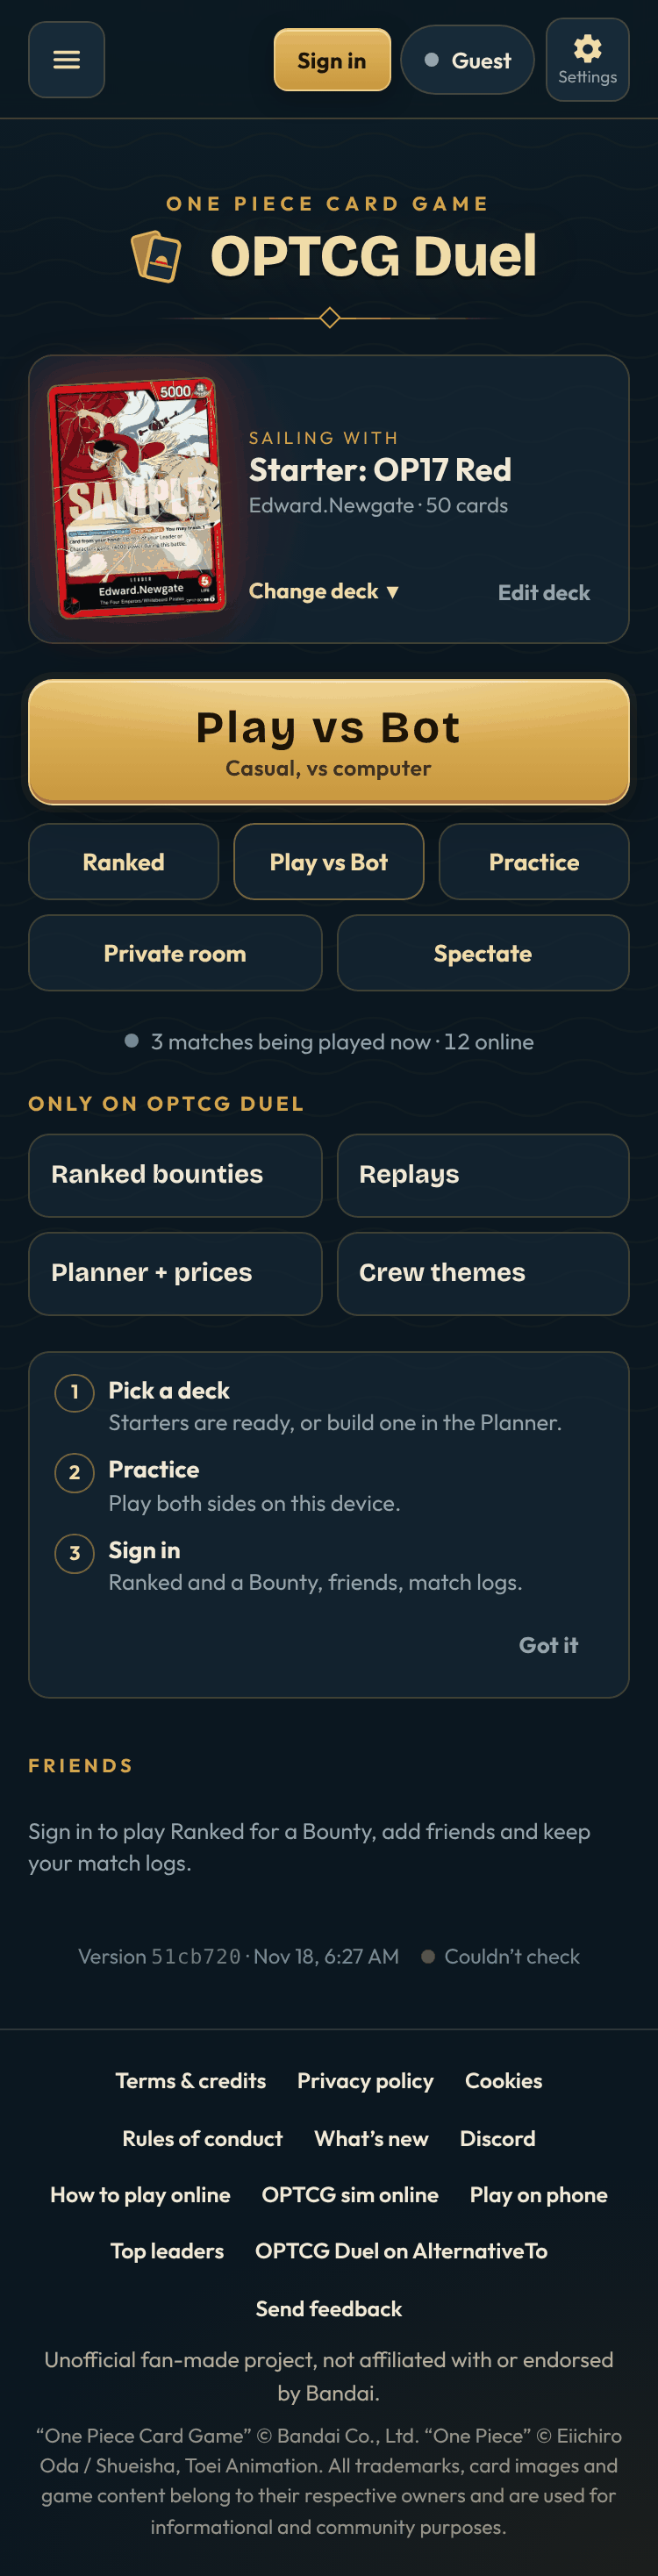 Sign in
Guest
Settings
ONE PIECE CARD GAME
OPTCG Duel
5000
SAMPLE
LEADER
Edward.Newgate
The Four Emperors/Whitebeard Pirates
5
LIFE
SAILING WITH
Starter: OP17 Red
Edward.Newgate · 50 cards
Change deck ▼
Edit deck
Play vs Bot
Casual, vs computer
Ranked
Play vs Bot
Practice
Private room
Spectate
3 matches being played now · 12 online
ONLY ON OPTCG DUEL
Ranked bounties
Replays
Planner + prices
Crew themes
1 Pick a deck
Starters are ready, or build one in the Planner.
2 Practice
Play both sides on this device.
3 Sign in
Ranked and a Bounty, friends, match logs.
Got it
FRIENDS
Sign in to play Ranked for a Bounty, add friends and keep
your match logs.
Version 51cb720 · Nov 18, 6:27 AM Couldn’t check
Terms & credits Privacy policy Cookies
Rules of conduct What’s new Discord
How to play online OPTCG sim online Play on phone
Top leaders OPTCG Duel on AlternativeTo
Send feedback
Unofficial fan-made project, not affiliated with or endorsed
by Bandai.
“One Piece Card Game” © Bandai Co., Ltd. “One Piece” © Eiichiro
Oda / Shueisha, Toei Animation. All trademarks, card images and
game content belong to their respective owners and are used for
informational and community purposes.